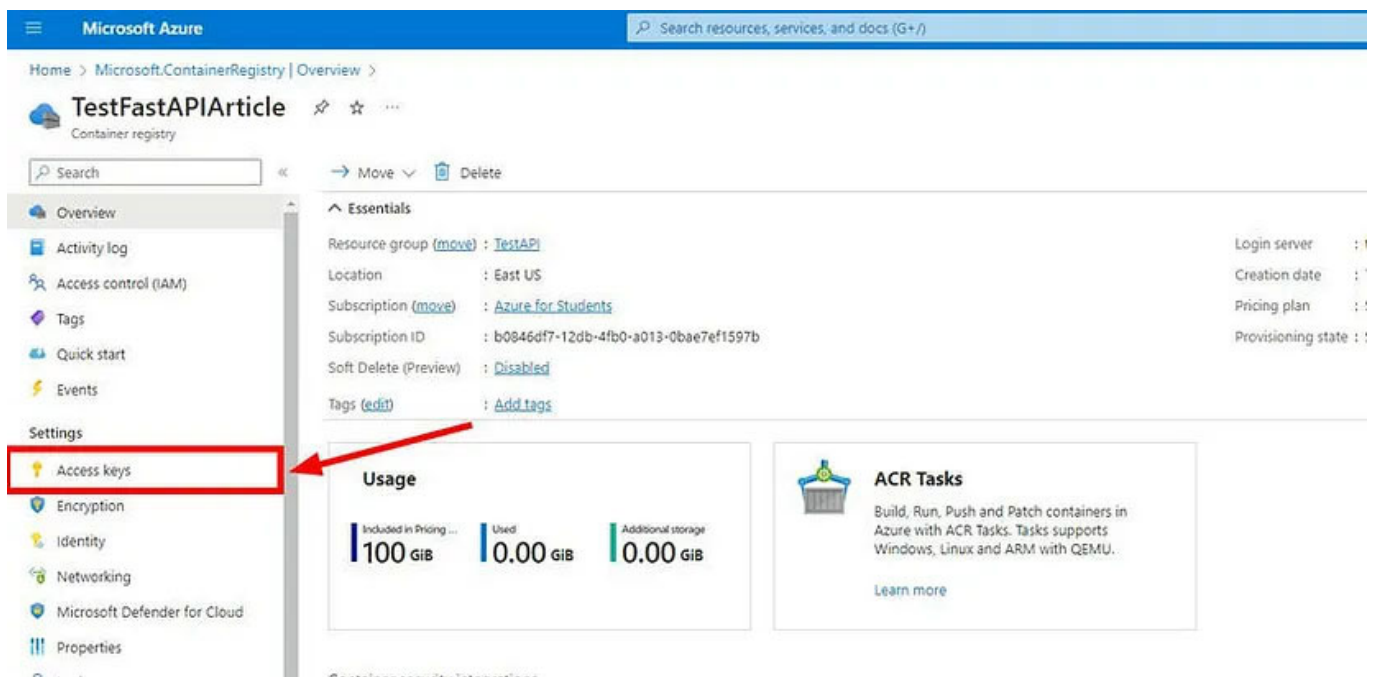 Microsoft Azure
Search resources, services, and docs (G+/)
Home > Microsoft.ContainerRegistry | Overview >
TestFastAPIArticle
Container registry
Search
Move
Delete
Overview
Activity log
Access control (IAM)
Tags
Quick start
Events
Settings
Access keys
Encryption
Identity
Networking
Microsoft Defender for Cloud
Properties
Essentials
Resource group (move) : TestAPI
Location : East US
Subscription (move) : Azure for Students
Subscription ID : b0846df7-12db-4fb0-a013-0bae7ef1597b
Soft Delete (Preview) : Disabled
Tags (edit) : Add tags
Login server :
Creation date :
Pricing plan :
Provisioning state :
Usage
Included in Pricing ...
100 GiB
Used
0.00 GiB
Additional storage
0.00 GiB
ACR Tasks
Build, Run, Push and Patch containers in
Azure with ACR Tasks. Tasks supports
Windows, Linux and ARM with QEMU.
Learn more